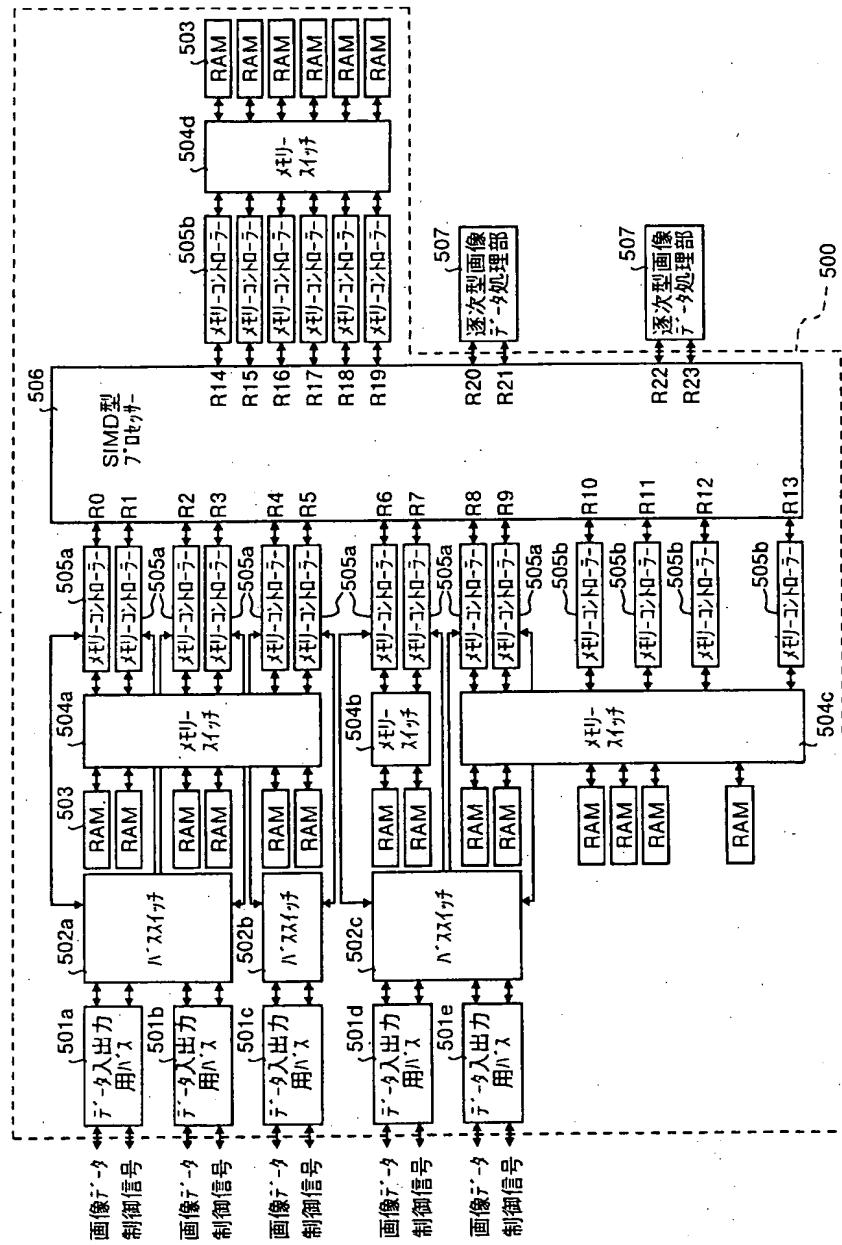 画像データ
制御信号
画像データ
制御信号
画像データ
制御信号
画像データ
制御信号
画像データ
制御信号
501a
データ入出力
用バス
501b
データ入出力
用バス
501c
データ入出力
用バス
501d
データ入出力
用バス
501e
データ入出力
用バス
502a
バススイッチ
502b
バススイッチ
502c
バススイッチ
503
RAM
RAM
RAM
RAM
RAM
RAM
RAM
RAM
RAM
RAM
RAM
RAM
RAM
RAM
504a
メモリー
スイッチ
504b
メモリー
スイッチ
メモリー
スイッチ
504c
505a
メモリーコントローラー
メモリーコントローラー
505a
メモリーコントローラー
メモリーコントローラー
505a
メモリーコントローラー
メモリーコントローラー
505a
メモリーコントローラー
メモリーコントローラー
505a
メモリーコントローラー
メモリーコントローラー
505a
505b
メモリーコントローラー
505b
メモリーコントローラー
505b
メモリーコントローラー
505b
メモリーコントローラー
506
SIMD型
プロセッサー
R0
R1
R2
R3
R4
R5
R6
R7
R8
R9
R10
R11
R12
R13
R14
R15
R16
R17
R18
R19
R20
R21
R22
R23
505b
メモリーコントローラー
メモリーコントローラー
メモリーコントローラー
メモリーコントローラー
メモリーコントローラー
メモリーコントローラー
504d
メモリー
スイッチ
503
RAM
RAM
RAM
RAM
RAM
RAM
507
逐次型画像
データ処理部
507
逐次型画像
データ処理部
500